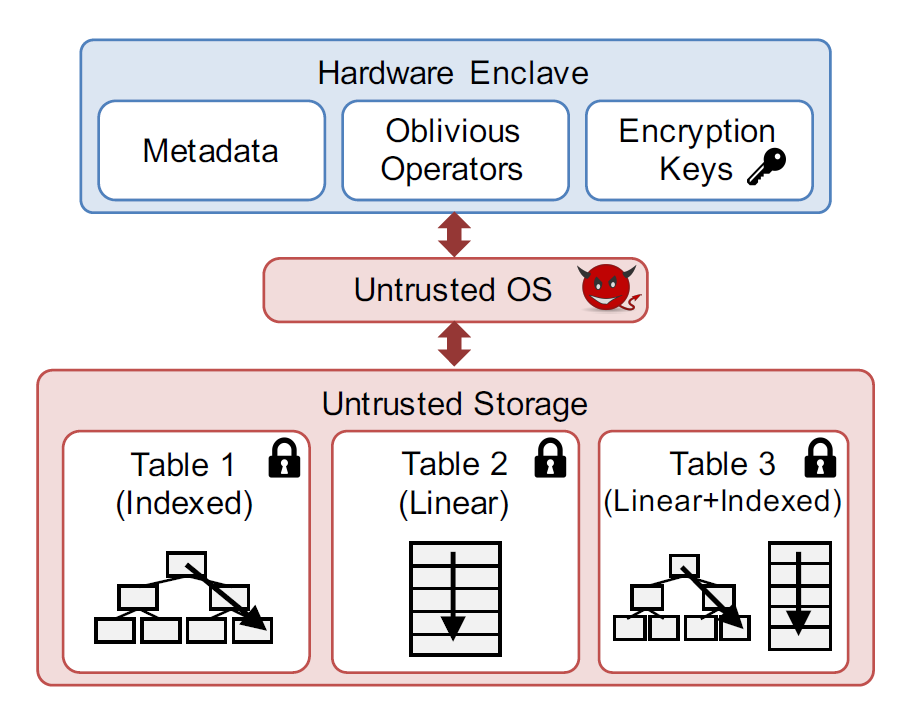 Hardware Enclave
Metadata
Oblivious
Operators
Encryption
Keys
Untrusted OS
Untrusted Storage
Table 1
(Indexed)
Table 2
(Linear)
Table 3
(Linear+Indexed)